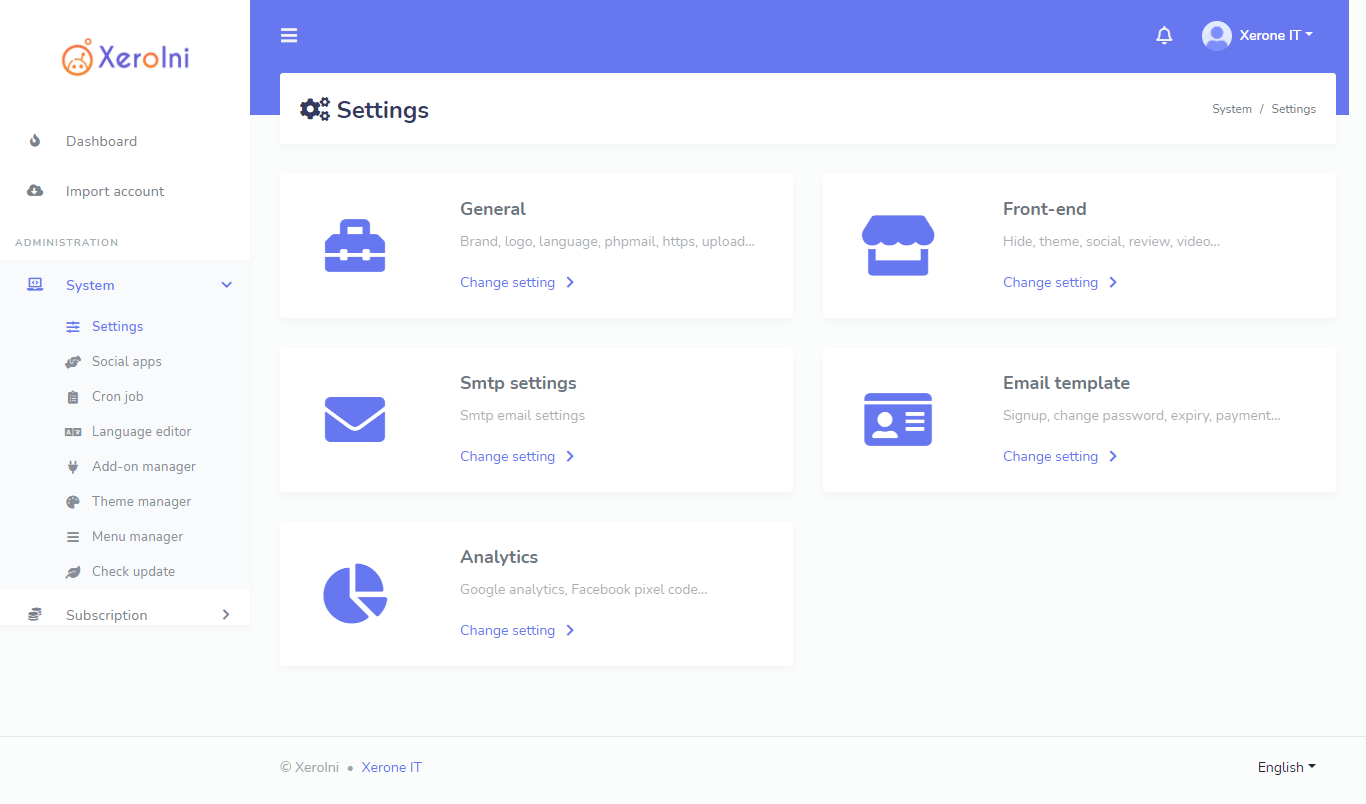 XeroIni
Xerone IT
Settings
System / Settings
Dashboard
Import account
ADMINISTRATION
System
Settings
Social apps
Cron job
Language editor
Add-on manager
Theme manager
Menu manager
Check update
Subscription
General
Brand, logo, language, phpmail, https, upload...
Change setting
Front-end
Hide, theme, social, review, video...
Change setting
Smtp settings
Smtp email settings
Change setting
Email template
Signup, change password, expiry, payment...
Change setting
Analytics
Google analytics, Facebook pixel code...
Change setting
© XeroIni • Xerone IT
English